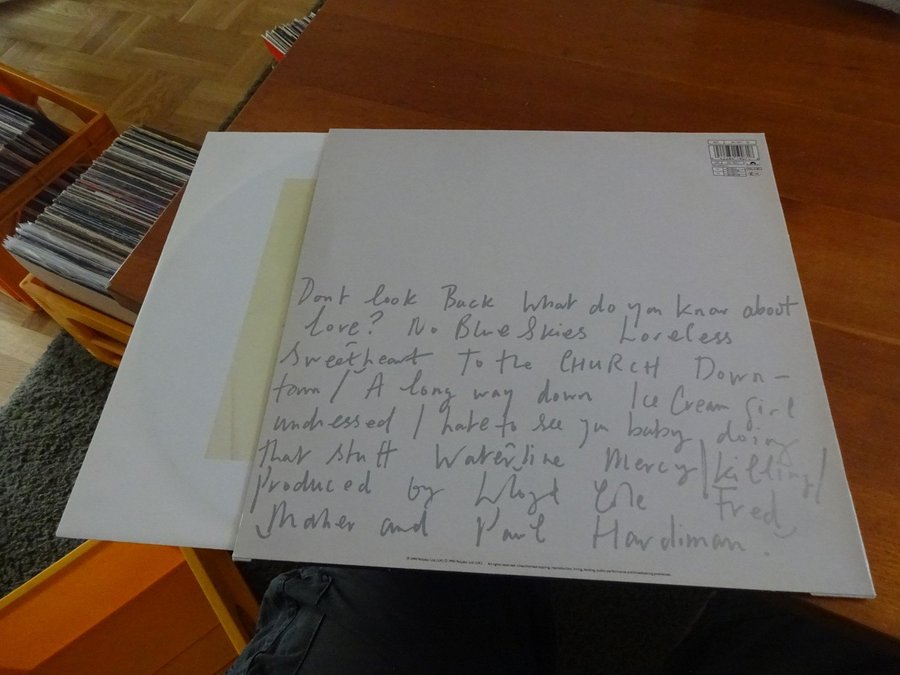 Dont look Back What do you know about
love? No Blue Skies Loveless
Sweetheart To the CHURCH Down-
town/ A long way down Ice Cream girl
undressed I hate to see you baby doing
that stuff Waterline Mercy/killing/
produced by Lloyd Cole Fred
Maher and Paul Hardiman.